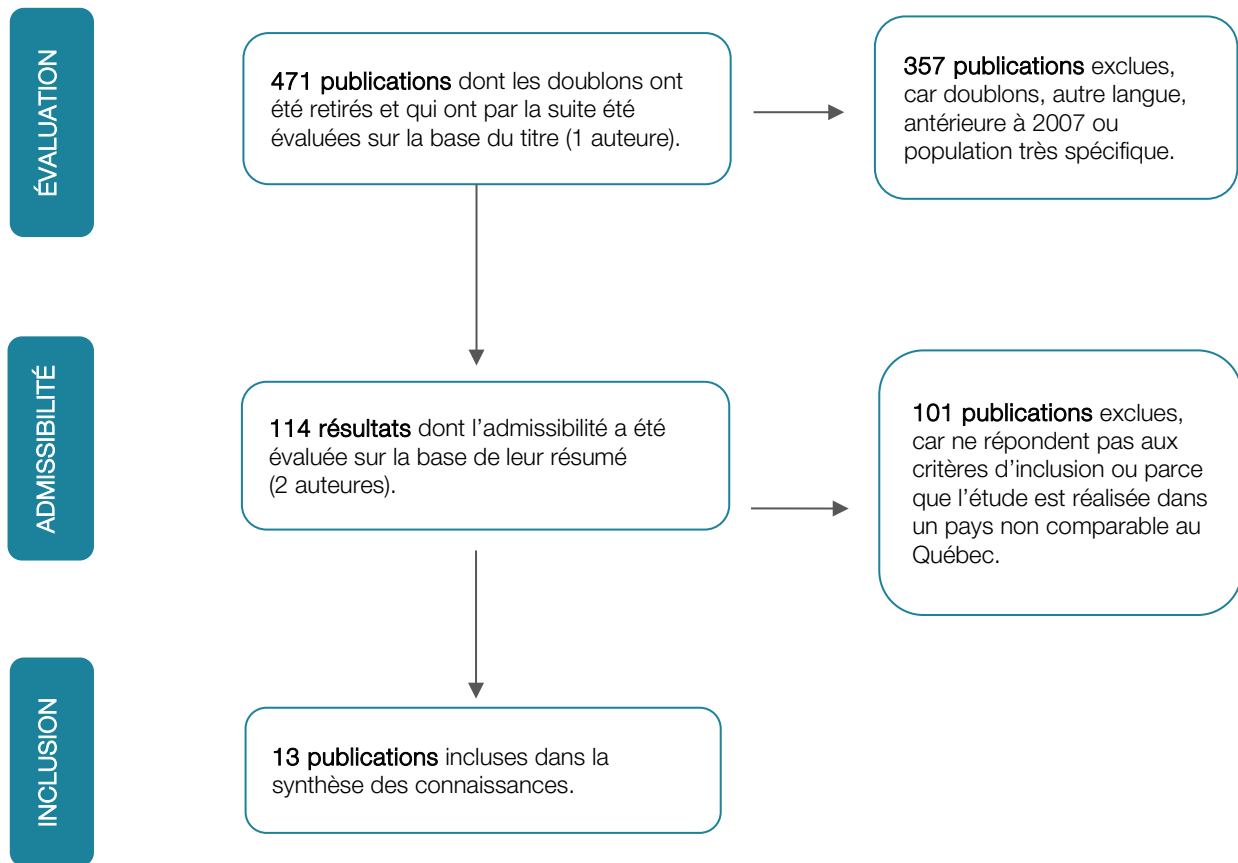 ÉVALUATION
471 publications dont les doublons ont
été retirés et qui ont par la suite été
évaluées sur la base du titre (1 auteure).
357 publications exclues,
car doublons, autre langue,
antérieure à 2007 ou
population très spécifique.
ADMISSIBILITÉ
114 résultats dont l’admissibilité a été
évaluée sur la base de leur résumé
(2 auteures).
101 publications exclues,
car ne répondent pas aux
critères d’inclusion ou parce
que l’étude est réalisée dans
un pays non comparable au
Québec.
INCLUSION
13 publications incluses dans la
synthèse des connaissances.